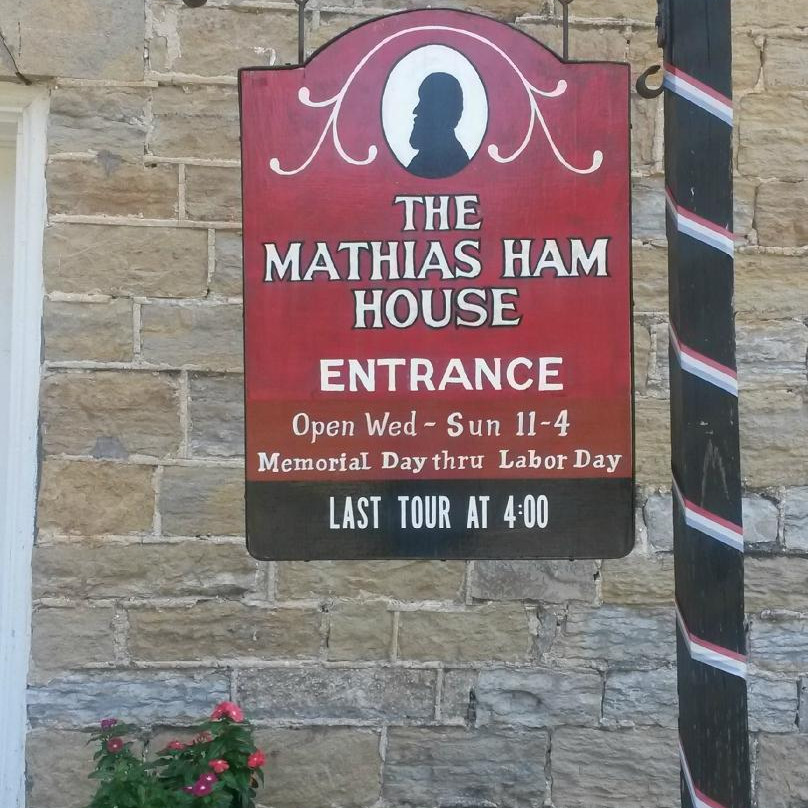 THE
MATHIAS HAM
HOUSE
ENTRANCE
Open Wed ~ Sun 11-4
Memorial Day thru Labor Day
LAST TOUR AT 4:00